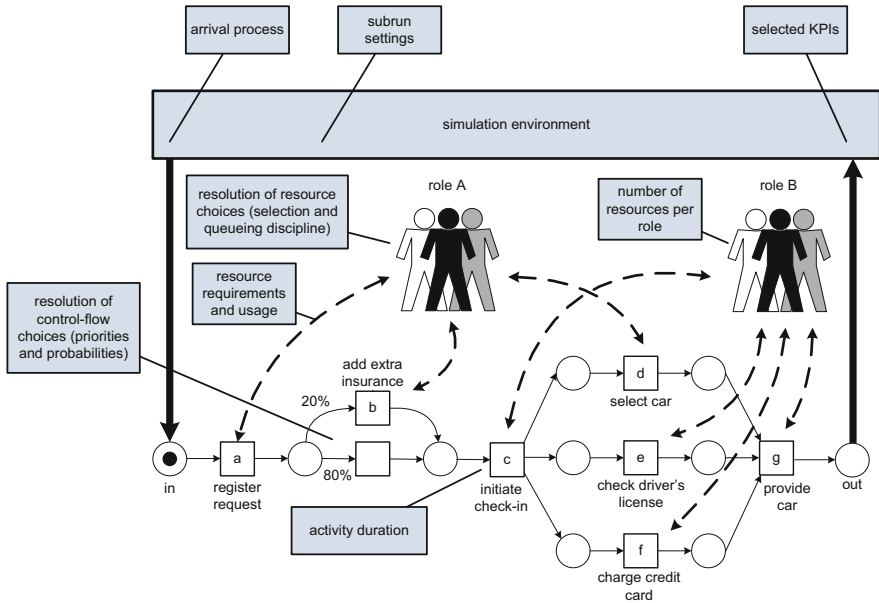 arrival process
subrun
settings
selected KPIs
simulation environment
resolution of resource
choices (selection and
queueing discipline)
role A
number of
resources per
role
role B
resource
requirements
and usage
resolution of
control-flow
choices (priorities
and probabilities)
add extra
insurance
20%
b
d
select car
80%
a
c
e
g
in
register
request
initiate
check-in
check driver's
license
provide
car
out
activity duration
f
charge credit
card